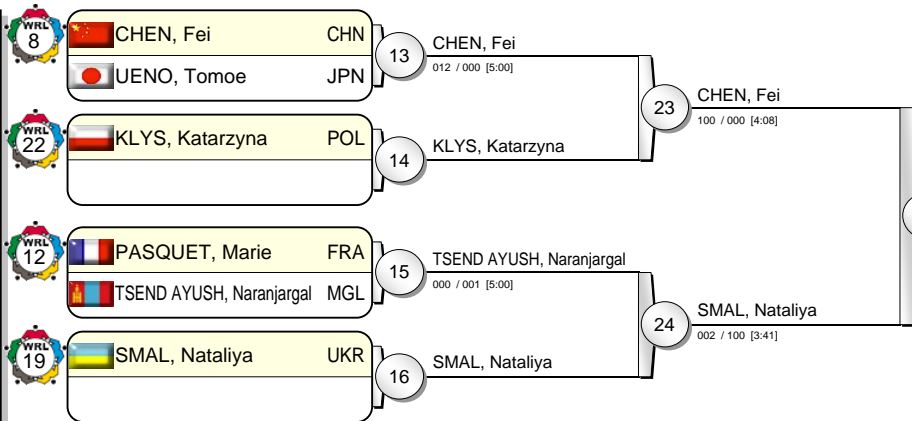 WRL
8
CHEN, Fei CHN
UENO, Tomoe JPN
13
CHEN, Fei
012 / 000 [5:00]
WRL
22
KLYS, Katarzyna POL
14
KLYS, Katarzyna
23
CHEN, Fei
100 / 000 [4:08]
WRL
12
PASQUET, Marie FRA
TSEND AYUSH, Naranjargal MGL
15
TSEND AYUSH, Naranjargal
000 / 001 [5:00]
WRL
19
SMAL, Nataliya UKR
16
SMAL, Nataliya
24
SMAL, Nataliya
002 / 100 [3:41]